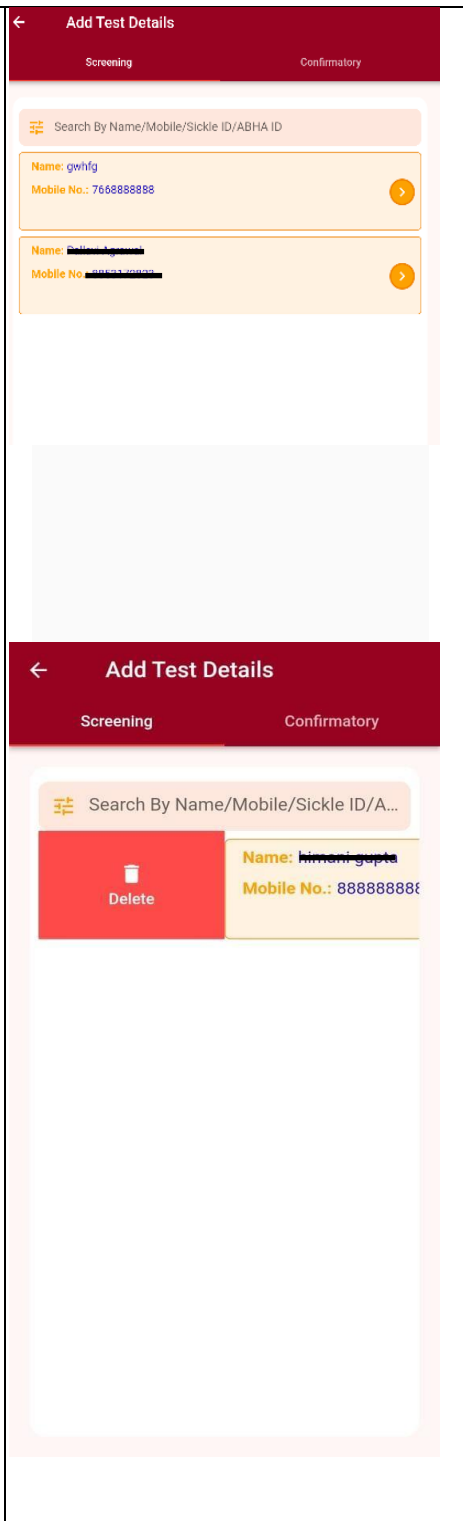 Add Test Details
Screening Confirmatory
Search By Name/Mobile/Sickle ID/ABHA ID
Name: gwhfg
Mobile No.: 7668888888
Name:
Mobile No.
Add Test Details
Screening Confirmatory
Search By Name/Mobile/Sickle ID/A...
Delete
Name:
Mobile No.: 888888888